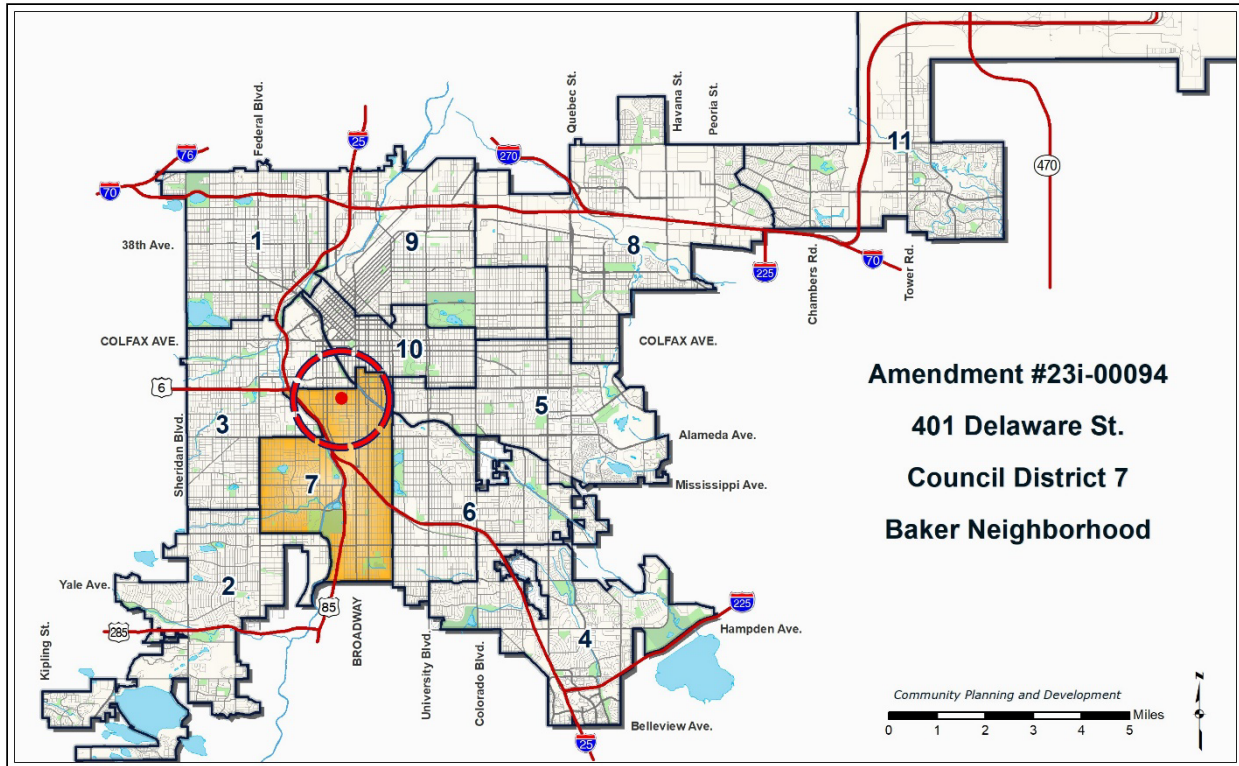 Federal Blvd.
Quebec St.
Havana St.
Peoria St.
76
25
270
70
11
470
1
9
8
38th Ave.
225
70
Chambers Rd.
Tower Rd.
COLFAX AVE.
10
COLFAX AVE.
6
3
5
Sheridan Blvd.
Alameda Ave.
7
6
Mississippi Ave.
2
Yale Ave.
85
BROADWAY
225
285
University Blvd.
Colorado Blvd.
4
Hampden Ave.
Kipling St.
Belleview Ave.
25
Amendment #23i-00094
401 Delaware St.
Council District 7
Baker Neighborhood
Community Planning and Development
Miles
0 1 2 3 4 5
N